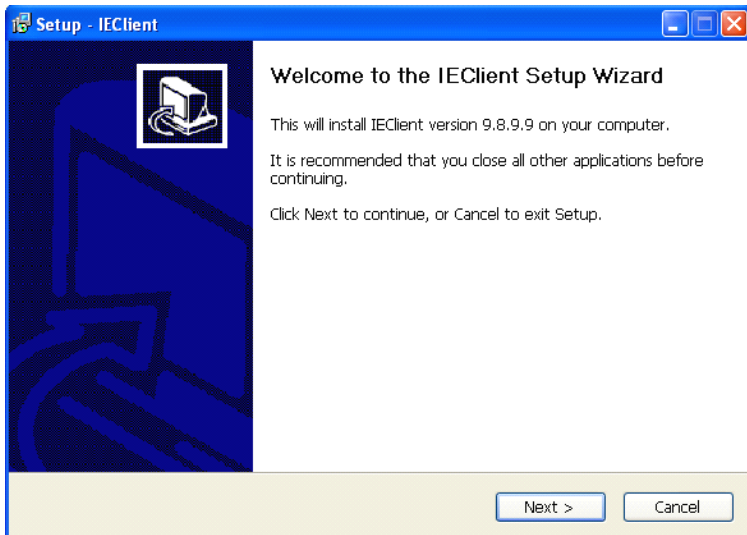 Setup - IEClient
Welcome to the IEClient Setup Wizard
This will install IEClient version 9.8.9.9 on your computer.
It is recommended that you close all other applications before
continuing.
Click Next to continue, or Cancel to exit Setup.
Next >
Cancel